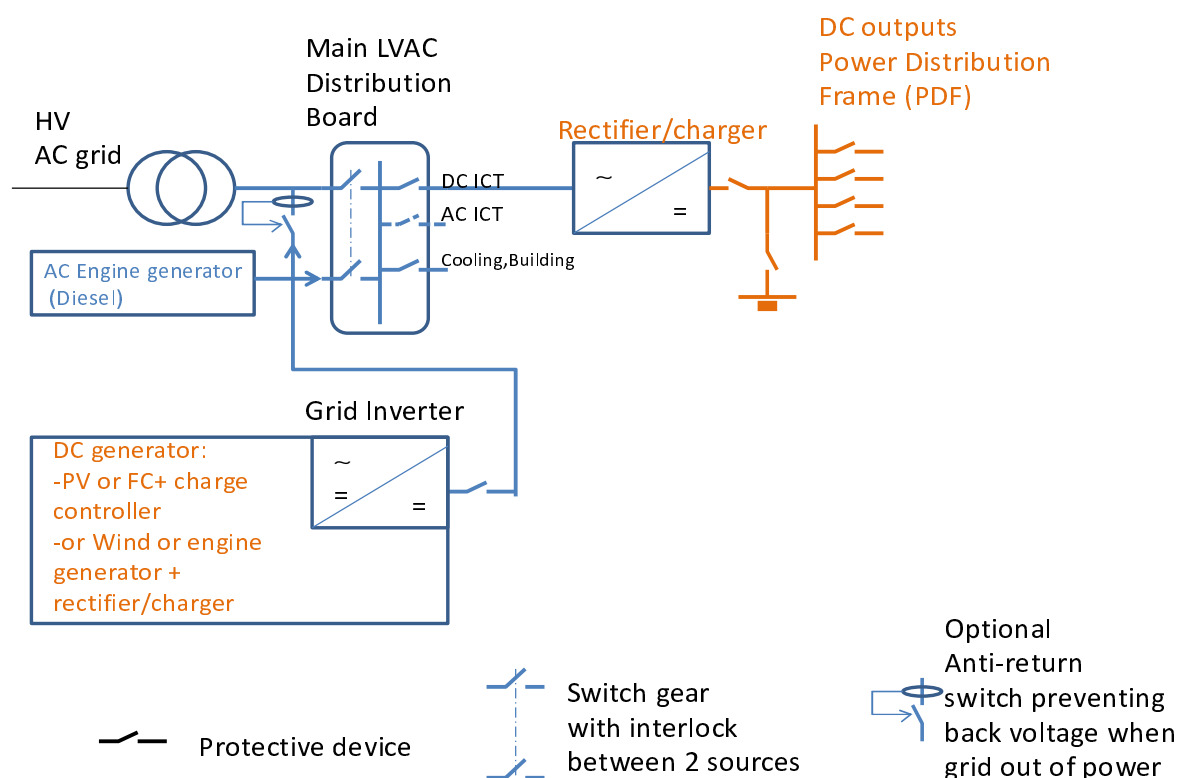 DC outputs
Power Distribution
Frame (PDF)
Main LVAC
Distribution
Board
HV
AC grid
Rectifier/charger
~
=
DC ICT
AC ICT
Cooling,Building
AC Engine generator
(Diesel)
Grid Inverter
~
=
=
DC generator:
-PV or FC+ charge
controller
-or Wind or engine
generator +
rectifier/charger
Protective device
Switch gear
with interlock
between 2 sources
Optional
Anti-return
switch preventing
back voltage when
grid out of power